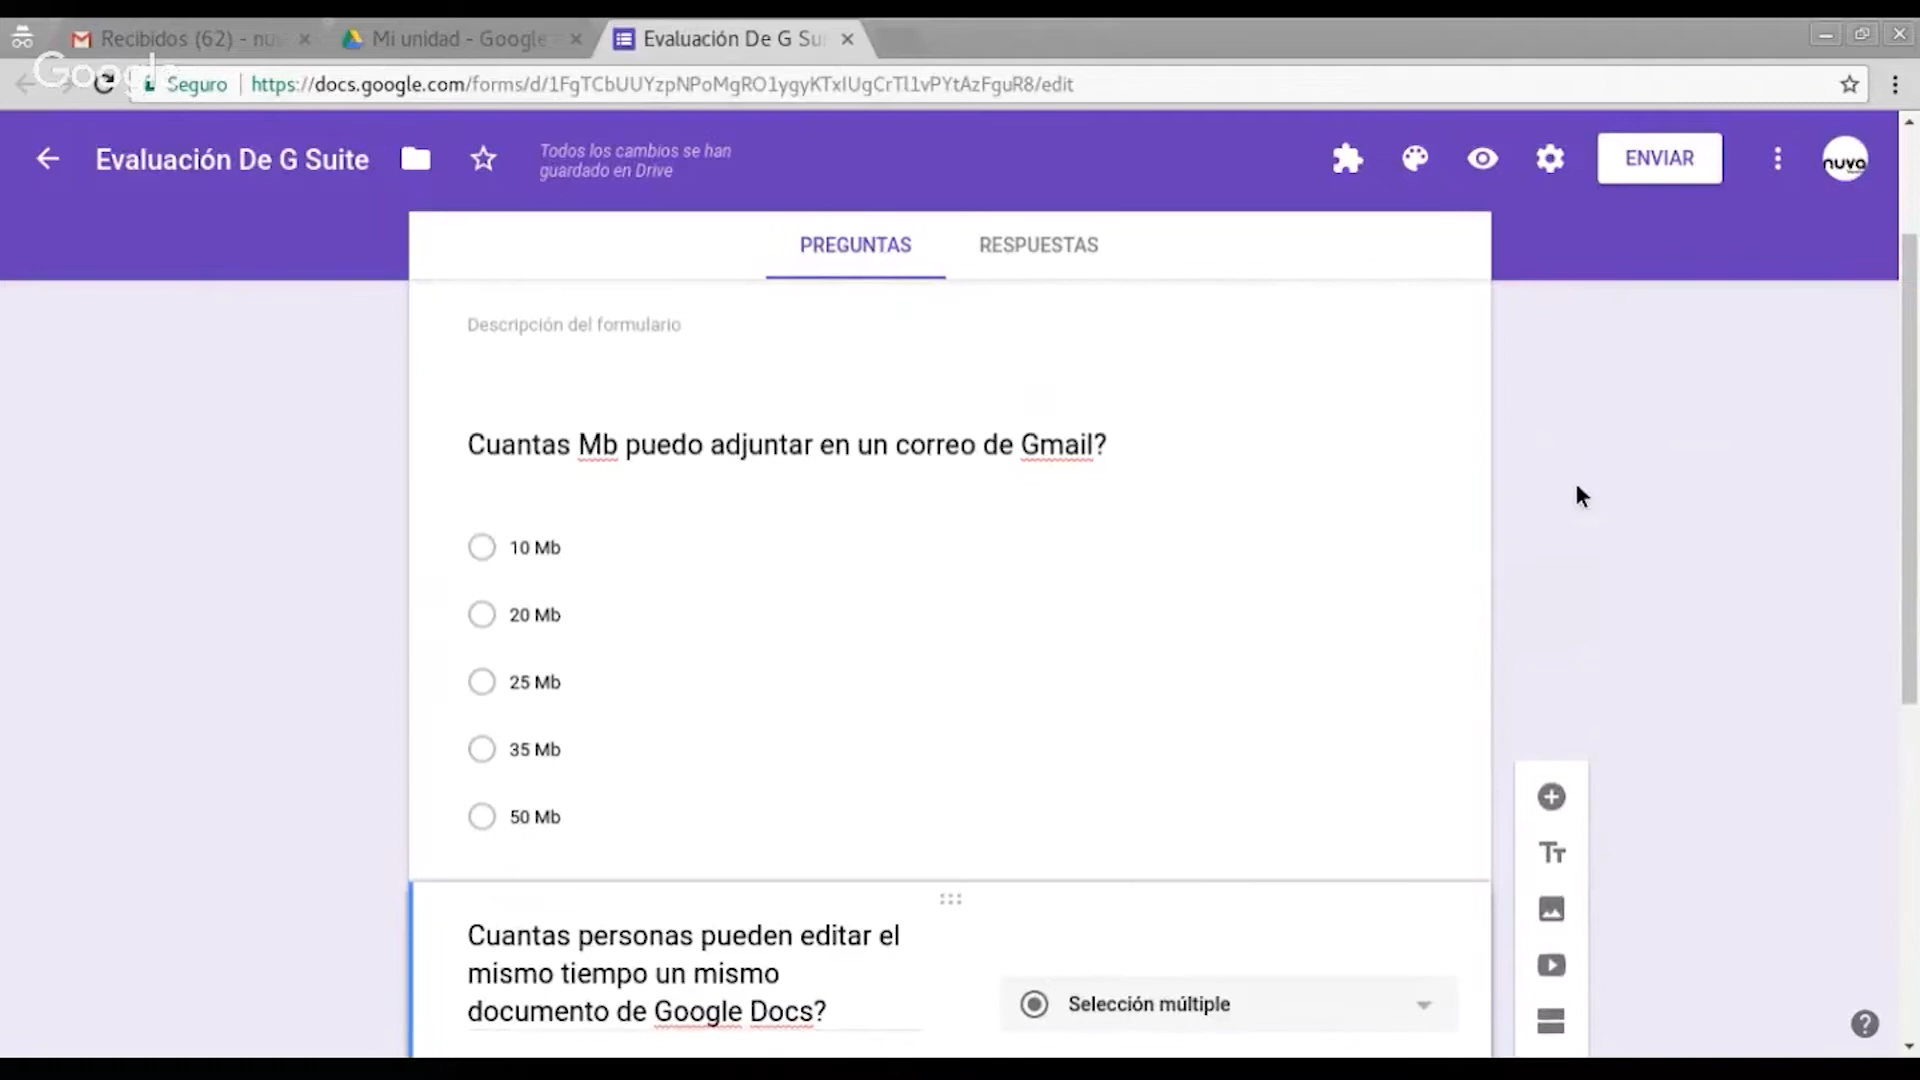 Recibidos (62) - nu
Mi unidad - Google
Evaluación De G Su
Google
Seguro
https://docs.google.com/forms/d/1FgTCbUUYzpNPoMgRO1ygyKTxIUgCrTl1vPYtAzFguR8/edit
Evaluación De G Suite
Todos los cambios se han
guardado en Drive
ENVIAR
nuva
PREGUNTAS
RESPUESTAS
Descripción del formulario
Cuantas Mb puedo adjuntar en un correo de Gmail?
10 Mb
20 Mb
25 Mb
35 Mb
50 Mb
Cuantas personas pueden editar el
mismo tiempo un mismo
documento de Google Docs?
Selección múltiple